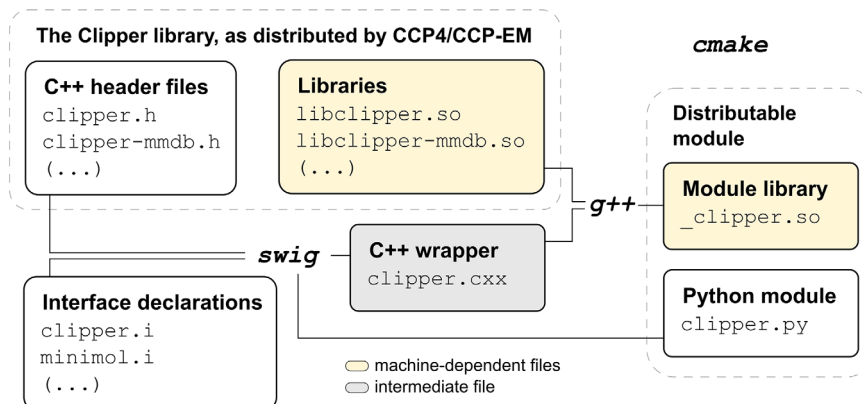 The Clipper library, as distributed by CCP4/CCP-EM
C++ header files
clipper.h
clipper-mmdb.h
(...)
Libraries
libclipper.so
libclipper-mmdb.so
(...)
cmake
Distributable
module
Module library
_clipper.so
g++
swig
C++ wrapper
clipper.cxx
Interface declarations
clipper.i
minimol.i
(...)
Python module
clipper.py
machine-dependent files
intermediate file